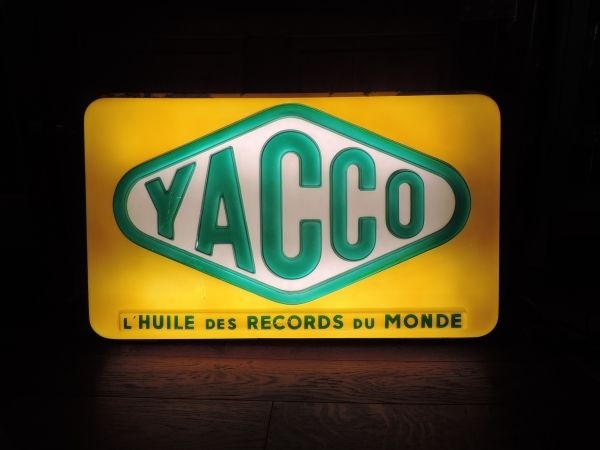 YACCO
L'HUILE DES RECORDS DU MONDE